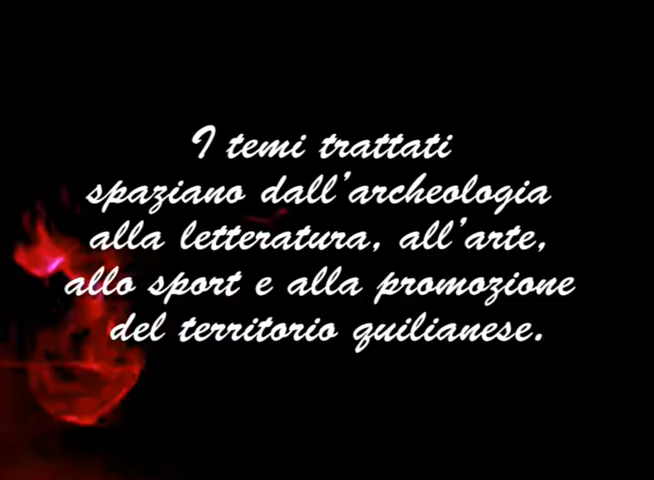 I temi trattati
spaziano dall'archeologia
alla letteratura, all'arte,
allo sport e alla promozione
del territorio quilianese.